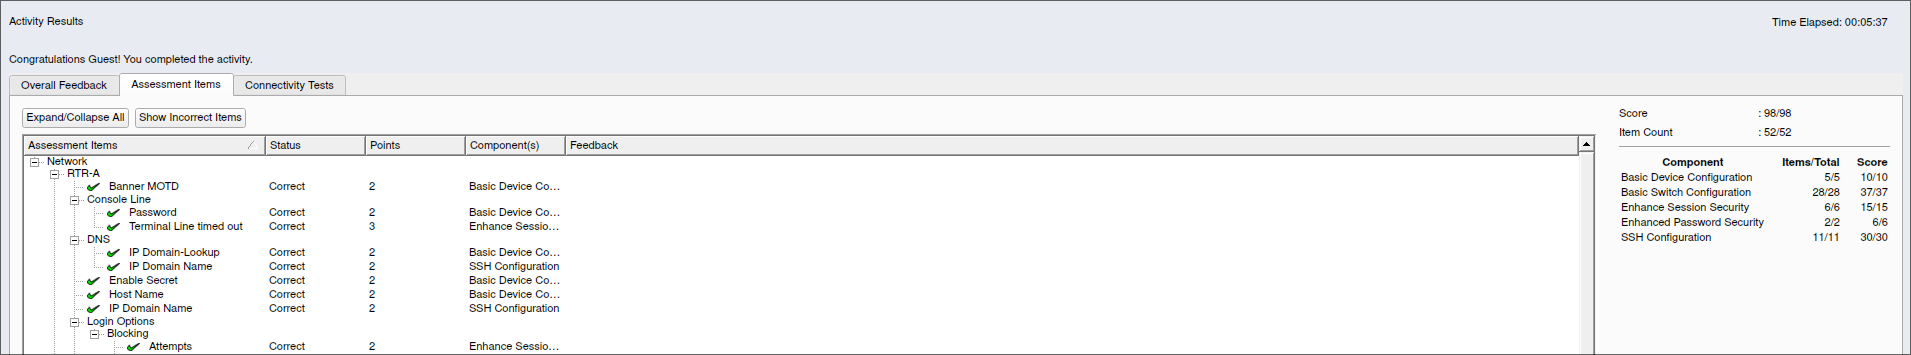 Activity Results
Time Elapsed: 00:05:37
Congratulations Guest! You completed the activity.
Overall Feedback Assessment Items Connectivity Tests
Expand/Collapse All Show Incorrect Items
Assessment Items Status Points Component(s) Feedback
Network
RTR-A
Banner MOTD Correct 2 Basic Device Co...
Console Line
Password Correct 2 Basic Device Co...
Terminal Line timed out Correct 3 Enhance Sessio...
DNS
IP Domain-Lookup Correct 2 Basic Device Co...
IP Domain Name Correct 2 SSH Configuration
Enable Secret Correct 2 Basic Device Co...
Host Name Correct 2 Basic Device Co...
IP Domain Name Correct 2 SSH Configuration
Login Options
Blocking
Attempts Correct 2 Enhance Sessio...
Score : 98/98
Item Count : 52/52
Component Items/Total Score
Basic Device Configuration 5/5 10/10
Basic Switch Configuration 28/28 37/37
Enhance Session Security 6/6 15/15
Enhanced Password Security 2/2 6/6
SSH Configuration 11/11 30/30